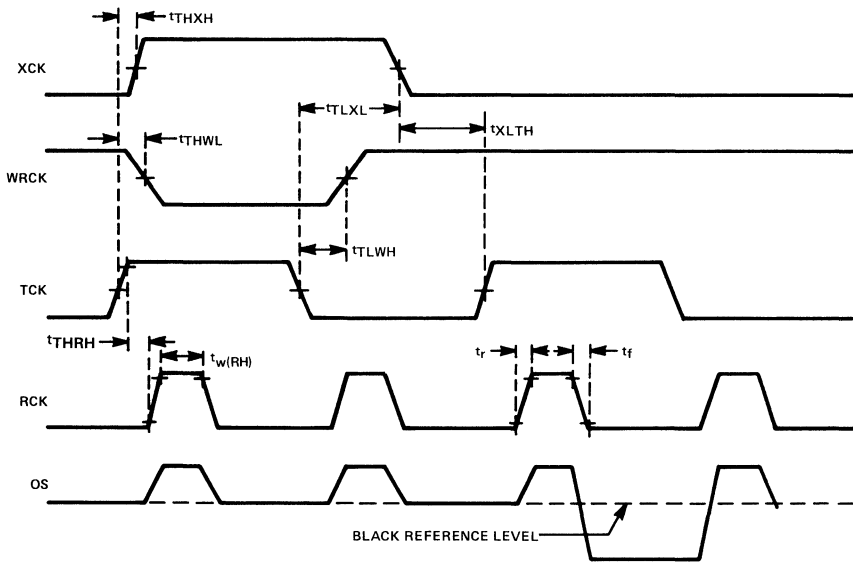 tTHXH
XCK
tTLXL
tXLTH
tTHWL
WRCK
tTLWH
TCK
tTHRH
tw(RH)
tr
tf
RCK
OS
BLACK REFERENCE LEVEL